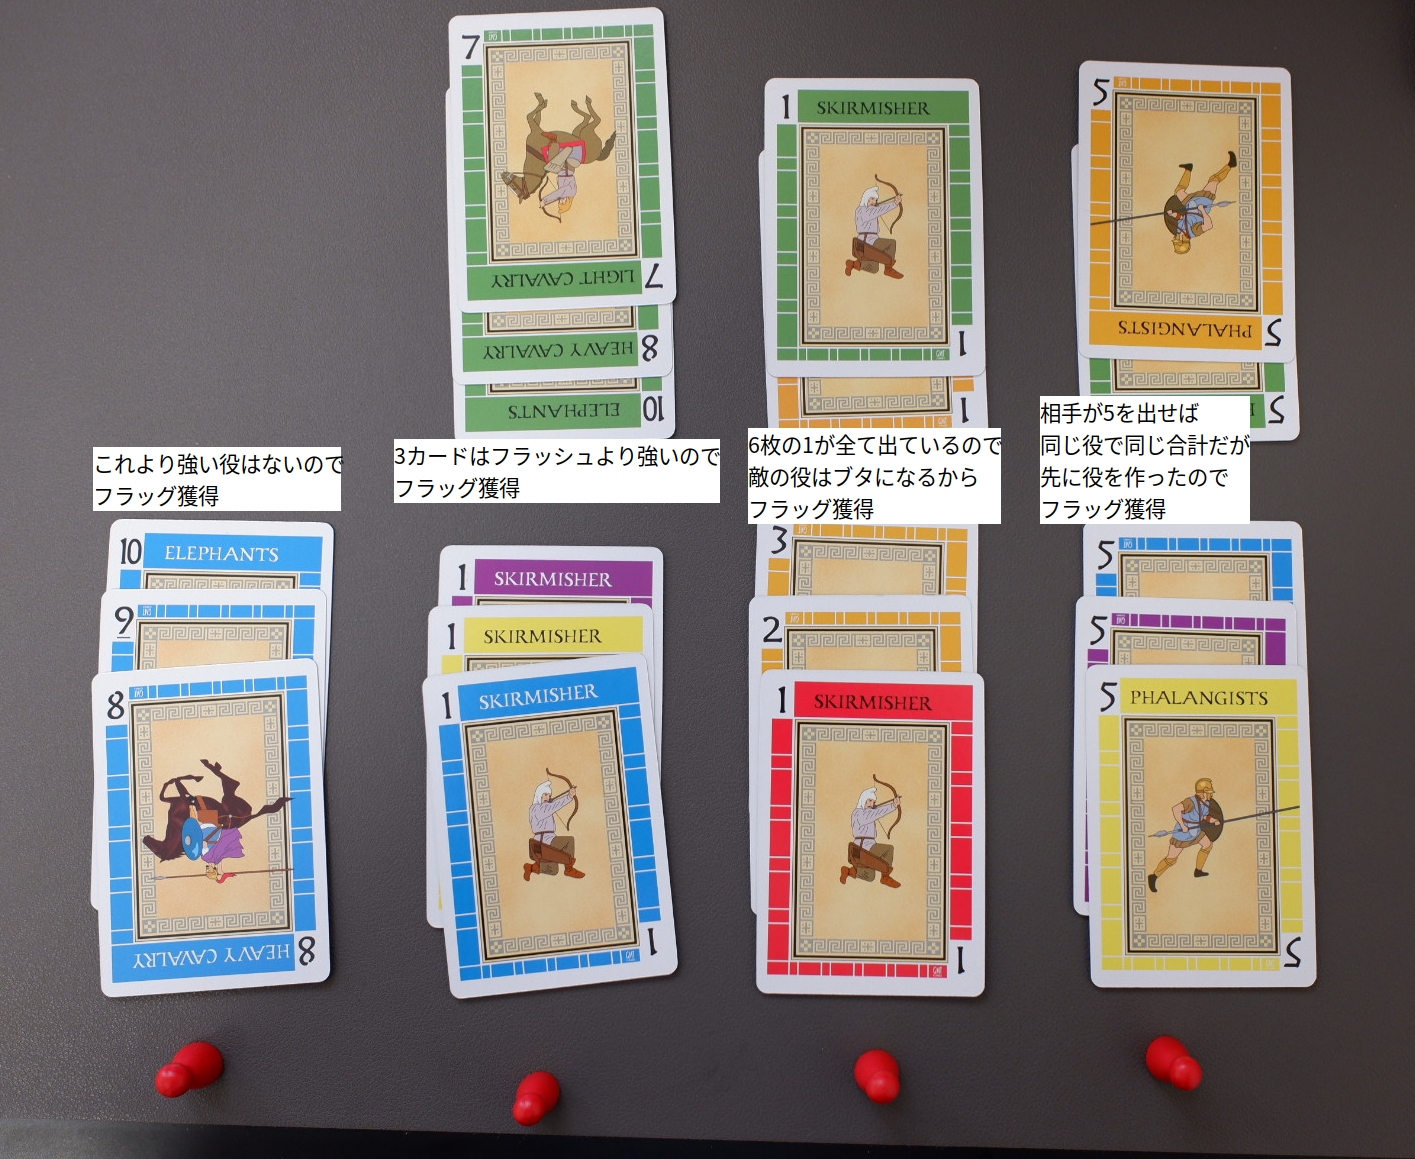 7
LIGHT CAVALRY
7
HEAVY CAVALRY
8
ELEPHANTS
10
1
SKIRMISHER
1
1
5
PHALANGISTS
5
5
これより強い役はないので
フラッグ獲得
3カードはフラッシュより強いので
フラッグ獲得
6枚の1が全て出ているので
敵の役はブタになるから
フラッグ獲得
相手が5を出せば
同じ役で同じ合計だが
先に役を作ったので
フラッグ獲得
10 ELEPHANTS
9
8
HEAVY CAVALRY
8
1 SKIRMISHER
1 SKIRMISHER
1 SKIRMISHER
1
3
2
1 SKIRMISHER
1
5
5
5 PHALANGISTS
5